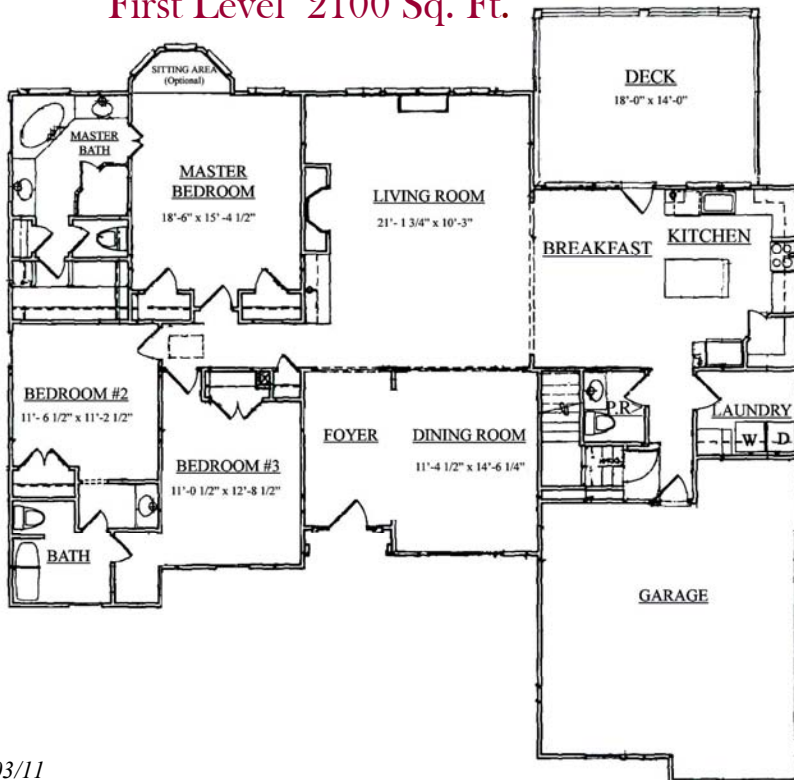 First Level 2100 Sq. Ft.
SITTING AREA
(Optional)
DECK
18'-0" x 14'-0"
MASTER
BATH
MASTER
BEDROOM
18'-6" x 15' -4 1/2"
LIVING ROOM
21'- 1 3/4" x 10'-3"
BREAKFAST
KITCHEN
BEDROOM #2
11'- 6 1/2" x 11'-2 1/2"
BEDROOM #3
11'-0 1/2" x 12'-8 1/2"
FOYER
DINING ROOM
11'-4 1/2" x 14'-6 1/4"
P.R>
LAUNDRY
W
D
BATH
GARAGE
03/11